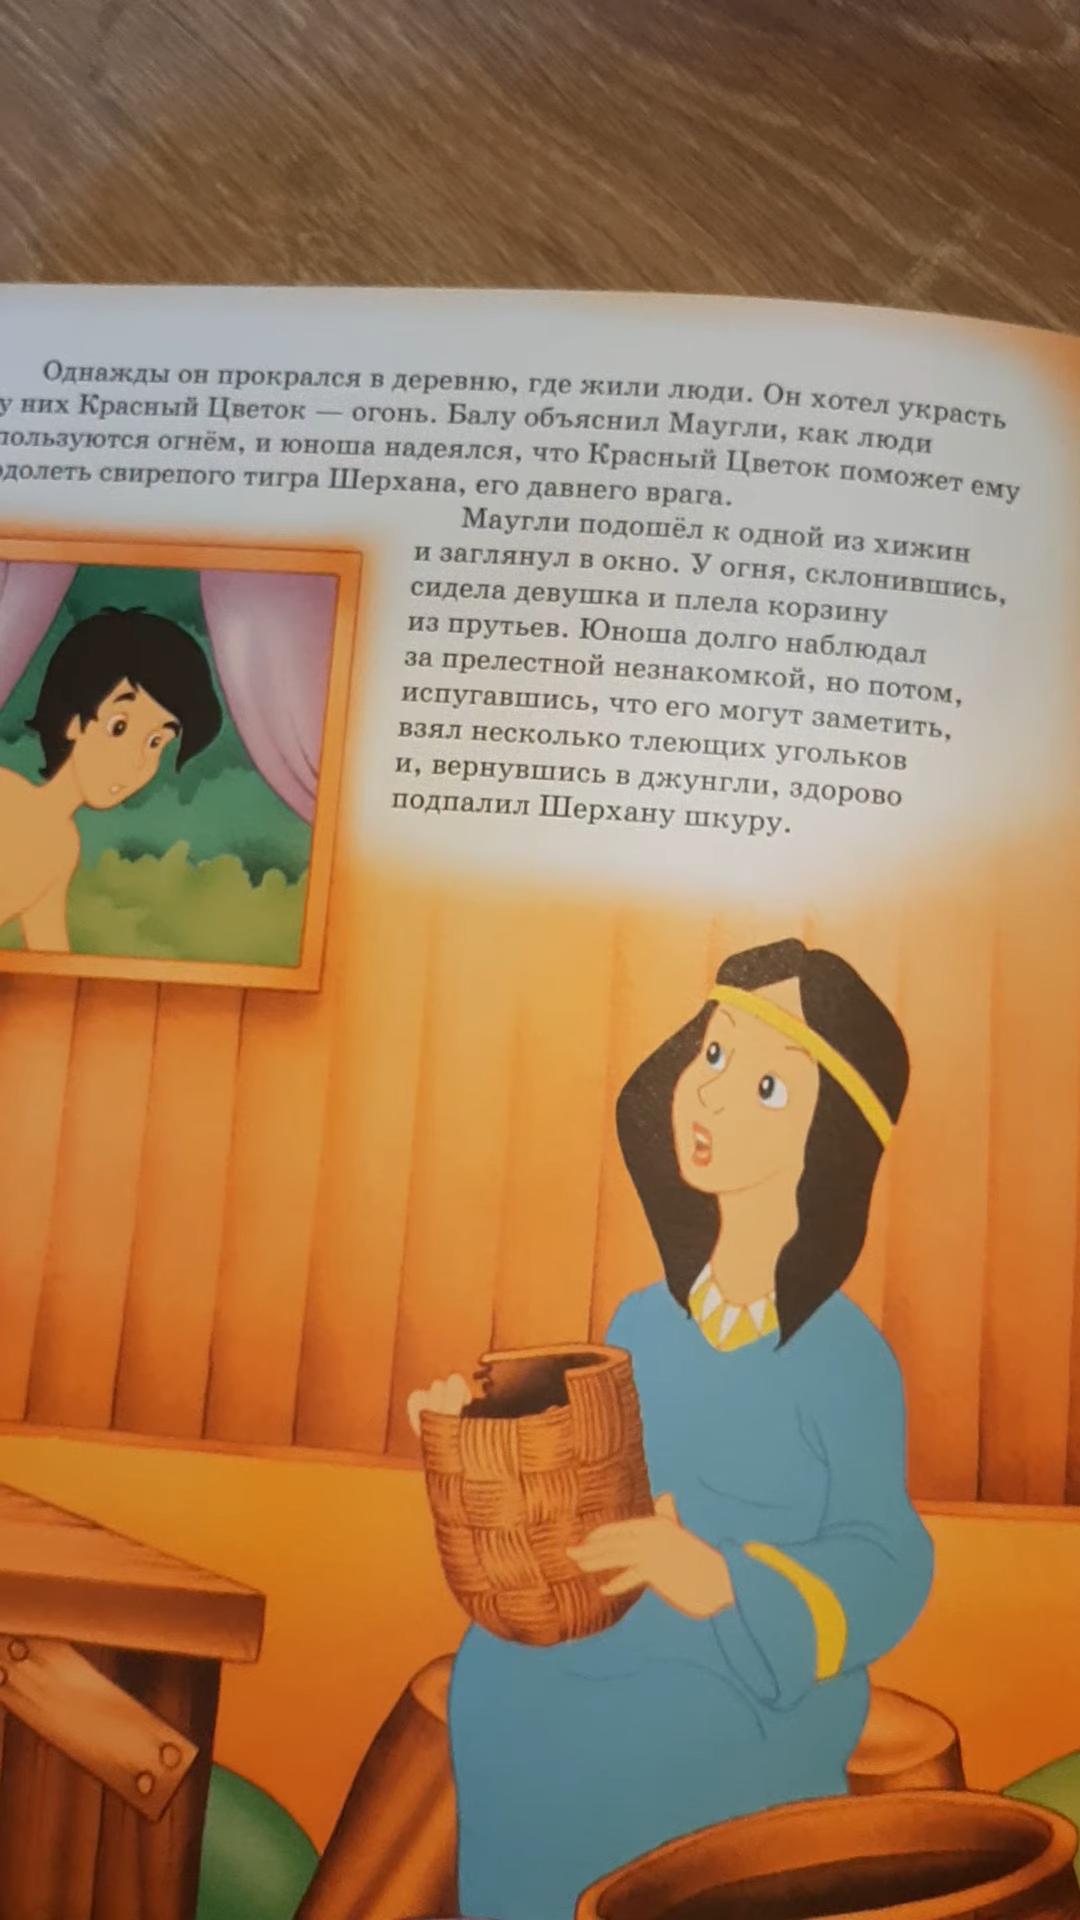 Однажды он прокрался в деревню, где жили люди. Он хотел украсть
у них Красный Цветок — огонь. Балу объяснил Маугли, как люди
пользуются огнём, и юноша надеялся, что Красный Цветок поможет ему
одолеть свирепого тигра Шерхана, его давнего врага.
Маугли подошёл к одной из хижин
и заглянул в окно. У огня, склонившись,
сидела девушка и плела корзину
из прутьев. Юноша долго наблюдал
за прелестной незнакомкой, но потом,
испугавшись, что его могут заметить,
взял несколько тлеющих угольков
и, вернувшись в джунгли, здорово
подпалил Шерхану шкуру.